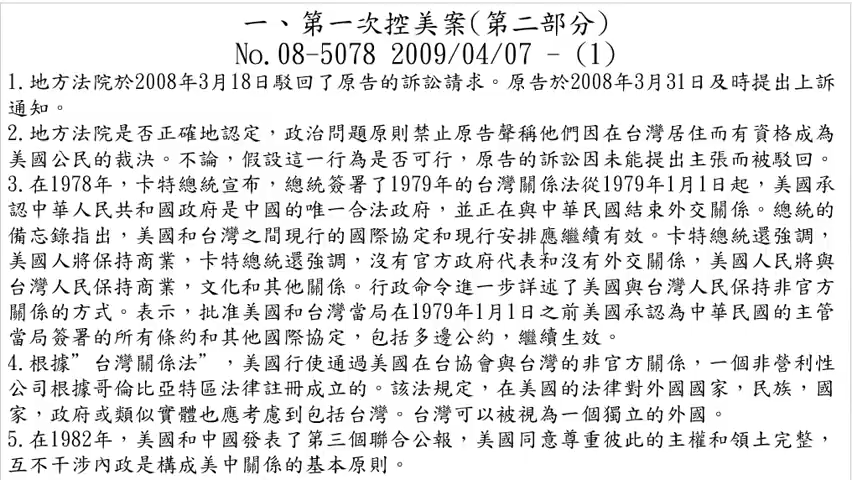 一、第一次控美案(第二部分)
No.08-5078 2009/04/07 - (1)
1.地方法院於2008年3月18日駁回了原告的訴訟請求。原告於2008年3月31日及時提出上訴
通知。
2.地方法院是否正確地認定，政治問題原則禁止原告聲稱他們因在台灣居住而有資格成為
美國公民的裁決。不論，假設這一行為是否可行，原告的訴訟因未能提出主張而被駁回。
3.在1978年，卡特總統宣布，總統簽署了1979年的台灣關係法從1979年1月1日起，美國承
認中華人民共和國政府是中國的唯一合法政府，並正在與中華民國結束外交關係。總統的
備忘錄指出，美國和台灣之間現行的國際協定和現行安排應繼續有效。卡特總統還強調，
美國人將保持商業，卡特總統還強調，沒有官方政府代表和沒有外交關係，美國人民將與
台灣人民保持商業，文化和其他關係。行政命令進一步詳述了美國與台灣人民保持非官方
關係的方式。表示，批准美國和台灣當局在1979年1月1日之前美國承認為中華民國的主管
當局簽署的所有條約和其他國際協定，包括多邊公約，繼續生效。
4.根據”台灣關係法”，美國行使通過美國在台協會與台灣的非官方關係，一個非營利性
公司根據哥倫比亞特區法律註冊成立的。該法規定，在美國的法律對外國國家，民族，國
家，政府或類似實體也應考慮到包括台灣。台灣可以被視為一個獨立的外國。
5.在1982年，美國和中國發表了第三個聯合公報，美國同意尊重彼此的主權和領土完整，
互不干涉內政是構成美中關係的基本原則。